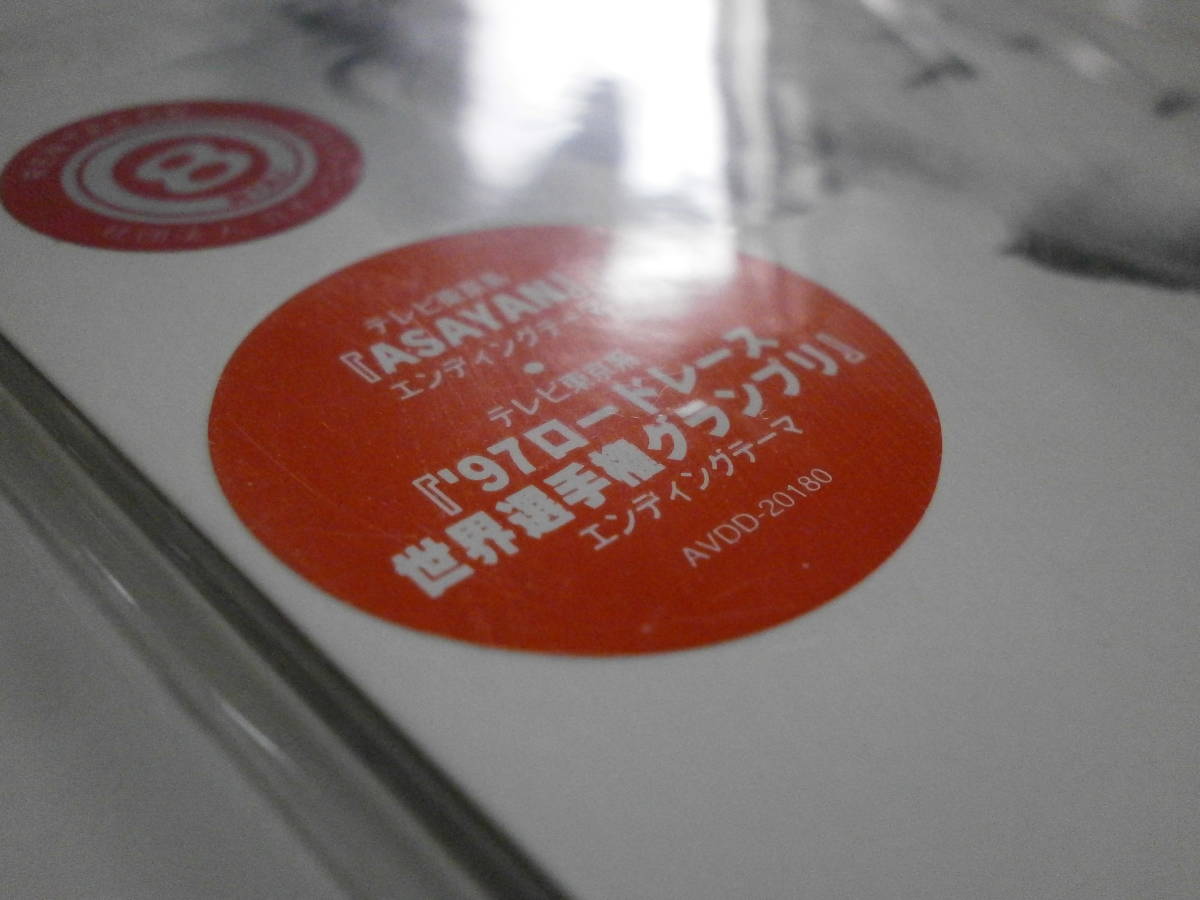 テレビ東京系
『ASAYAN』
エンディングテーマ
・
テレビ東京系
『'97ロードレース
世界選手権グランプリ』
エンディングテーマ
AVDD-20180
8